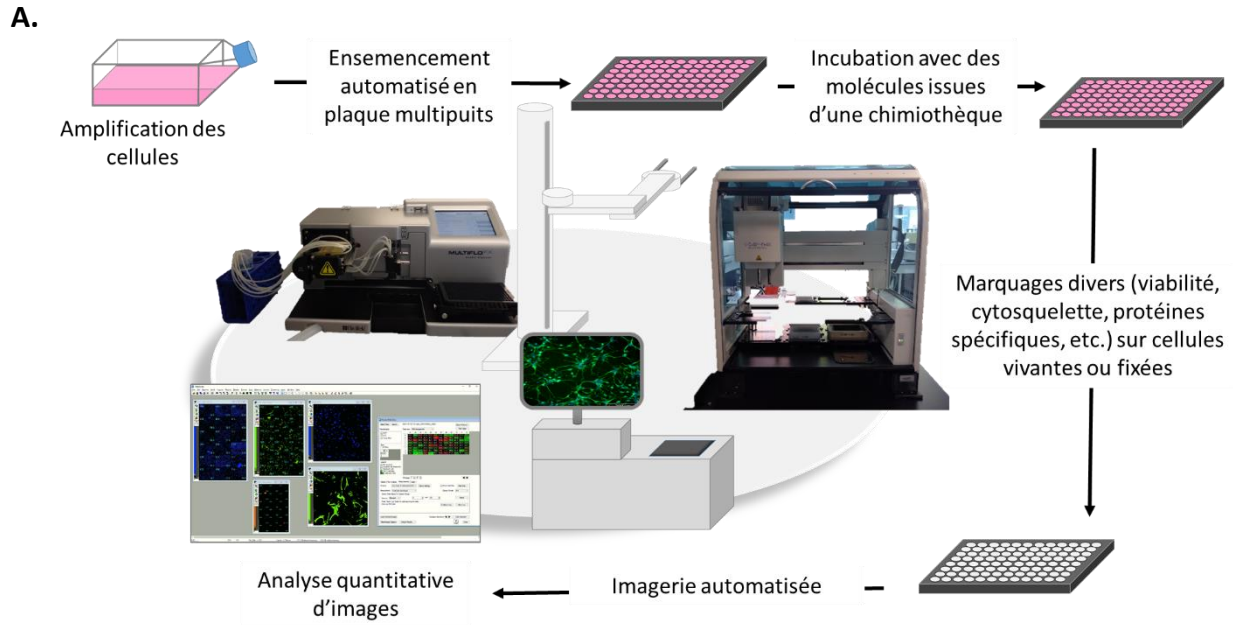 A.
Ensemencement
automatisé en
plaque multipuits
Incubation avec des
molécules issues
d’une chimiothèque
Amplification des
cellules
MULTIFLO
Marquages divers (viabilité,
cytosquelette, protéines
spécifiques, etc.) sur cellules
vivantes ou fixées
Analyse quantitative
d’images
Imagerie automatisée